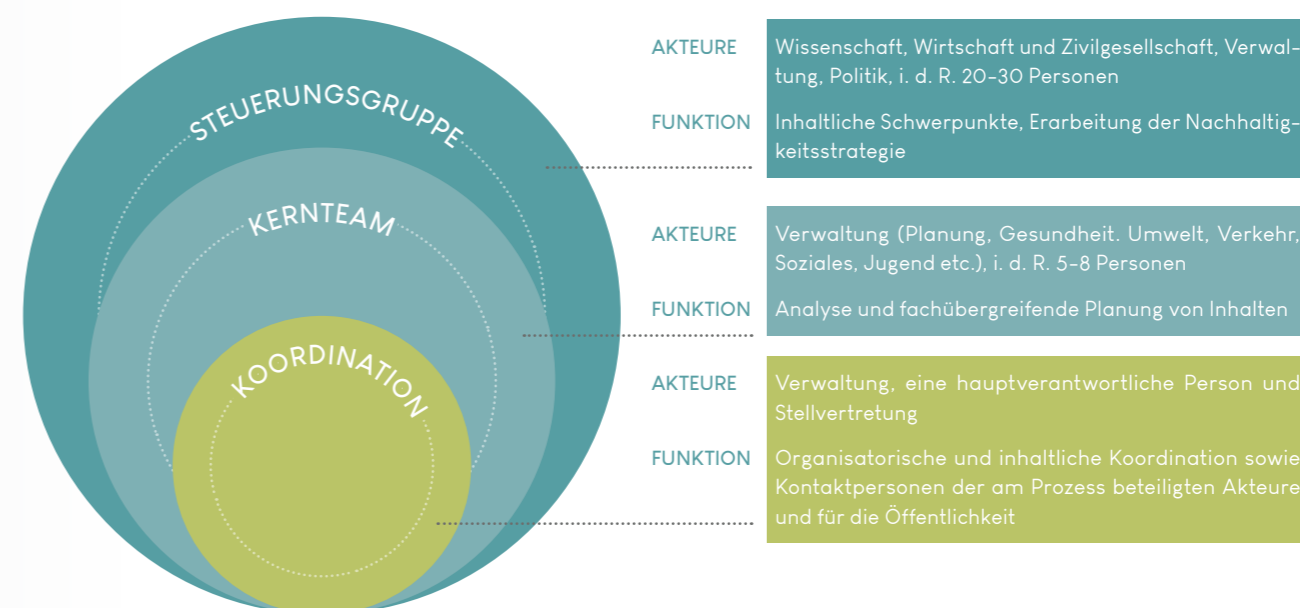 STEUERUNGSGRUPPE
KERNTEAM
KOORDINATION
AKTEURE
Wissenschaft, Wirtschaft und Zivilgesellschaft, Verwal-
tung, Politik, i. d. R. 20-30 Personen
FUNKTION
Inhaltliche Schwerpunkte, Erarbeitung der Nachhaltig-
keitsstrategie
AKTEURE
Verwaltung (Planung, Gesundheit. Umwelt, Verkehr,
Soziales, Jugend etc.), i. d. R. 5-8 Personen
FUNKTION
Analyse und fachübergreifende Planung von Inhalten
AKTEURE
Verwaltung, eine hauptverantwortliche Person und
Stellvertretung
FUNKTION
Organisatorische und inhaltliche Koordination sowie
Kontaktpersonen der am Prozess beteiligten Akteure
und für die Öffentlichkeit